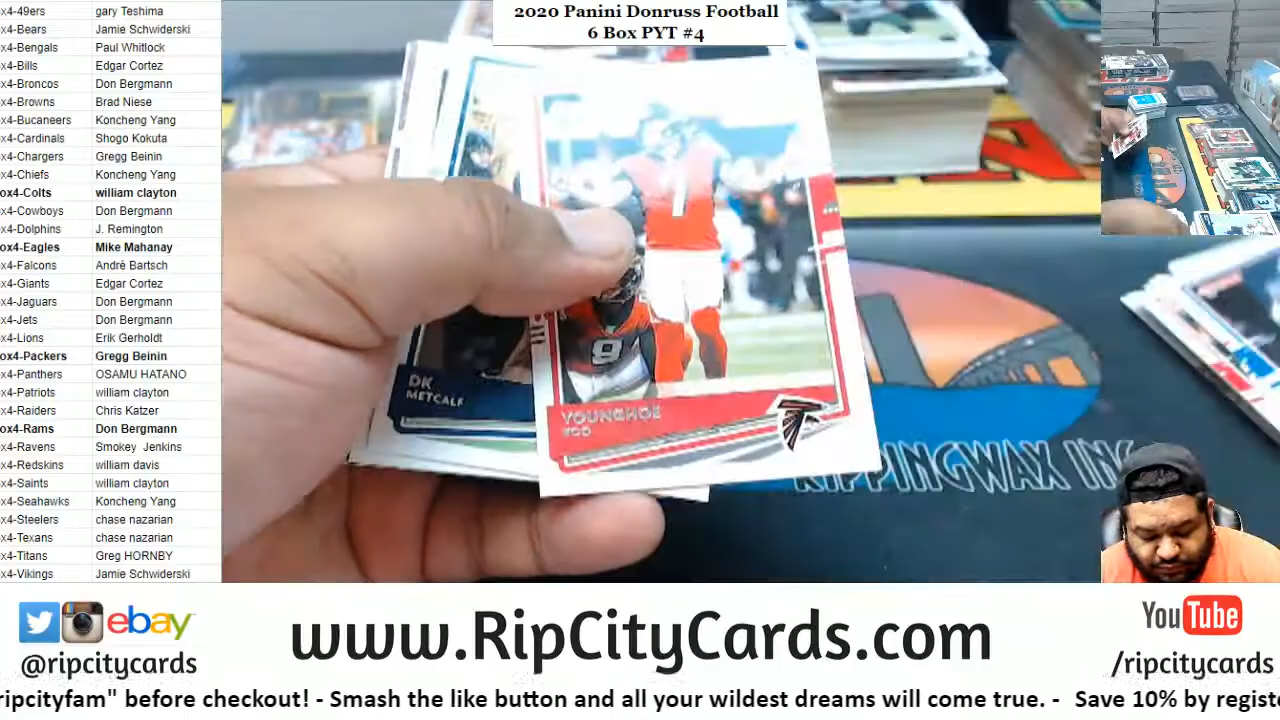 x4-49ers gary Teshima
x4-Bears Jamie Schwiderski
x4-Bengals Paul Whitlock
x4-Bills Edgar Cortez
x4-Broncos Don Bergmann
x4-Browns Brad Niese
x4-Bucaneers Koncheng Yang
x4-Cardinals Shogo Kokuta
x4-Chargers Gregg Beinin
x4-Chiefs Koncheng Yang
ox4-Colts william clayton
x4-Cowboys Don Bergmann
x4-Dolphins J. Remington
ox4-Eagles Mike Mahanay
x4-Falcons André Bartsch
x4-Giants Edgar Cortez
x4-Jaguars Don Bergmann
x4-Jets Don Bergmann
x4-Lions Erik Gerholdt
ox4-Packers Gregg Beinin
x4-Panthers OSAMU HATANO
x4-Patriots william clayton
x4-Raiders Chris Katzer
ox4-Rams Don Bergmann
x4-Ravens Smokey Jenkins
x4-Redskins william davis
x4-Saints william clayton
x4-Seahawks Koncheng Yang
x4-Steelers chase nazarian
x4-Texans chase nazarian
x4-Titans Greg HORNBY
x4-Vikings Jamie Schwiderski
2020 Panini Donruss Football
6 Box PYT #4
7
9
DK
METCALF
YOUNGHOE
KOO
RIPPINGWAX INC
ebay
@ripcitycards
www.RipCityCards.com
YouTube
/ripcitycards
ripcityfam" before checkout! - Smash the like button and all your wildest dreams will come true. - Save 10% by registe